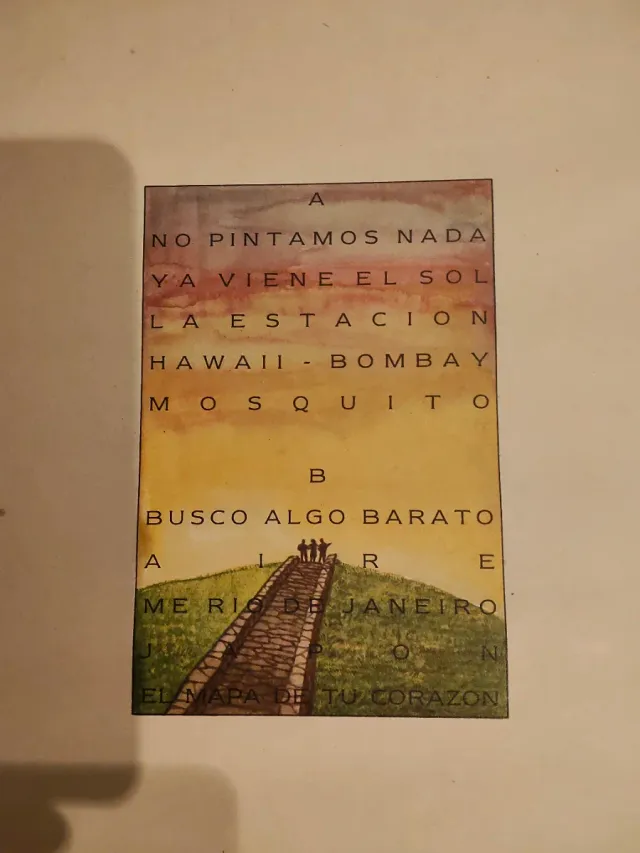 A
NO PINTAMOS NADA
YA VIENE EL SOL
LA ESTACION
HAWAII - BOMBAY
MOSQUITO
B
BUSCO ALGO BARATO
AIRE
ME RIO DE JANEIRO
JAPON
EL MAPA DE TU CORAZON